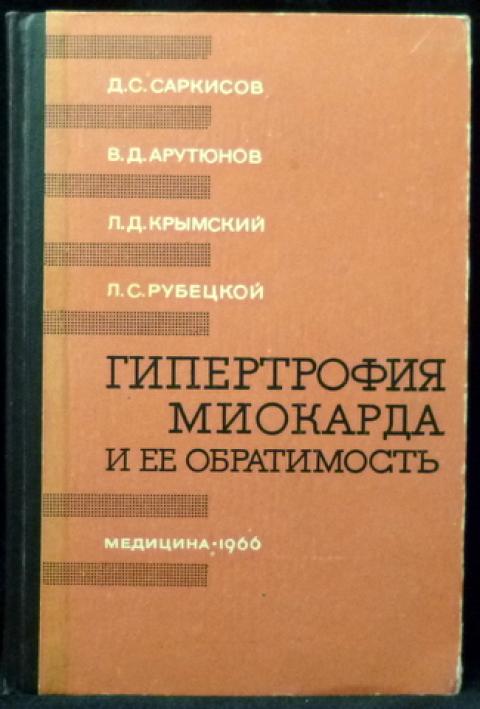 Д.С.САРКИСОВ
В.Д.АРУТЮНОВ
Л.Д.КРЫМСКИЙ
Л.С.РУБЕЦКОЙ
ГИПЕРТРОФИЯ
МИОКАРДА
И ЕЕ ОБРАТИМОСТЬ
МЕДИЦИНА·1966